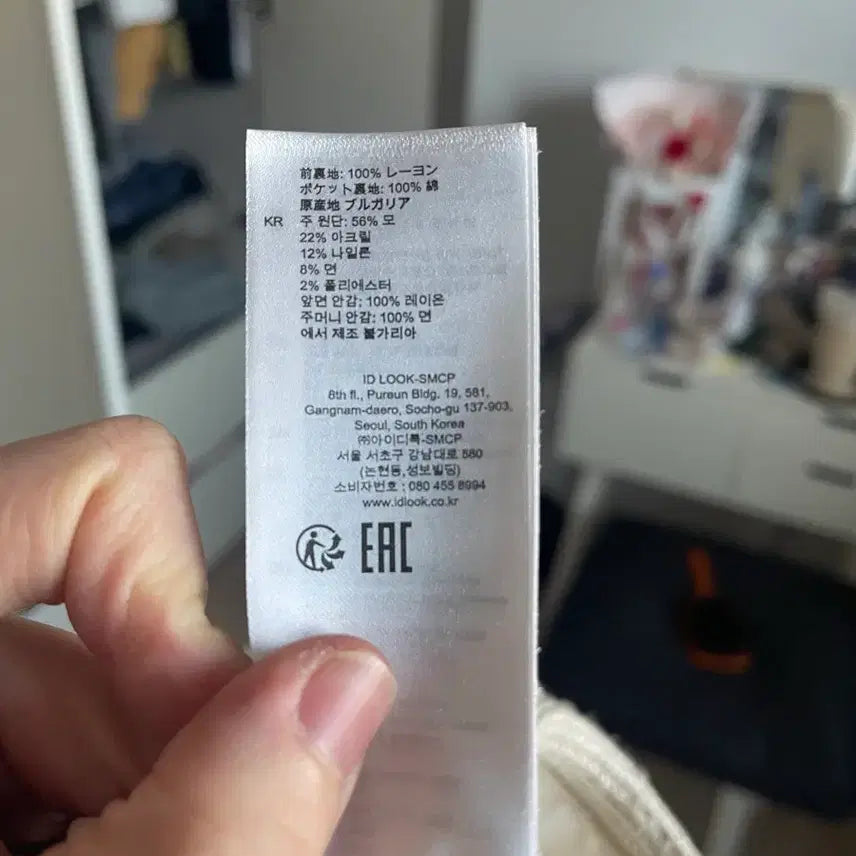 前裏地: 100% レーヨン
ポケット裏地: 100% 綿
原産地 ブルガリア
KR 주 원단: 56% 모
22% 아크릴
12% 나일론
8% 면
2% 폴리에스터
앞면 안감: 100% 레이온
주머니 안감: 100% 면
에서 제조 불가리아
ID LOOK-SMCP
8th fl., Pureun Bldg. 19, 581,
Gangnam-daero, Socho-gu 137-903,
Seoul, South Korea
㈜아이디룩-SMCP
서울 서초구 강남대로 580
(논현동,성보빌딩)
소비자번호 : 080 455 8994
www.idlook.co.kr
EAC